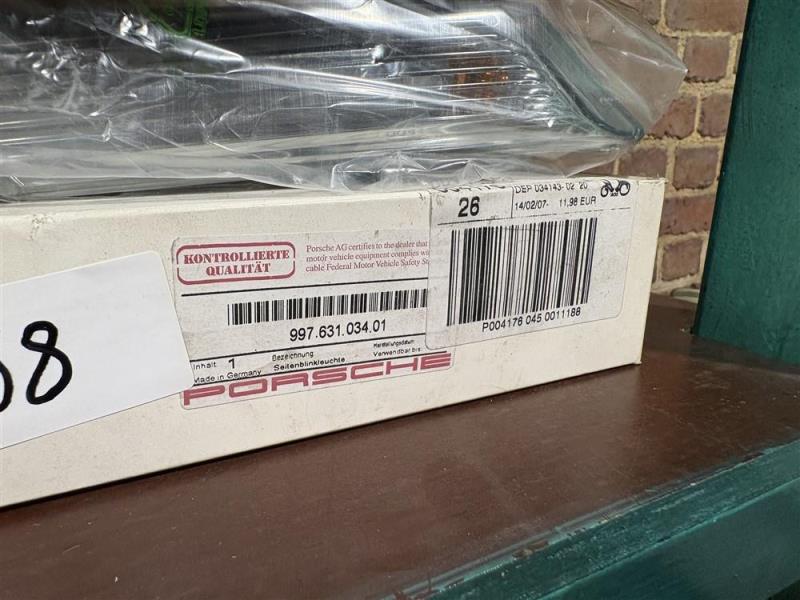 KONTROLLIERTE
QUALITÄT
Porsche AG certifies to the dealer that
motor vehicle equipment complies wi
cable Federal Motor Vehicle Safety St
997.631.034.01
Inhalt 1
Bezeichnung
Seitenblinkleuchte
Herstellungsdatum
Verwendbar bis
Made in Germany
PORSCHE
26
DEP 034143-02 20
14/02/07- 11,98 EUR
P004176 045 0011188
08